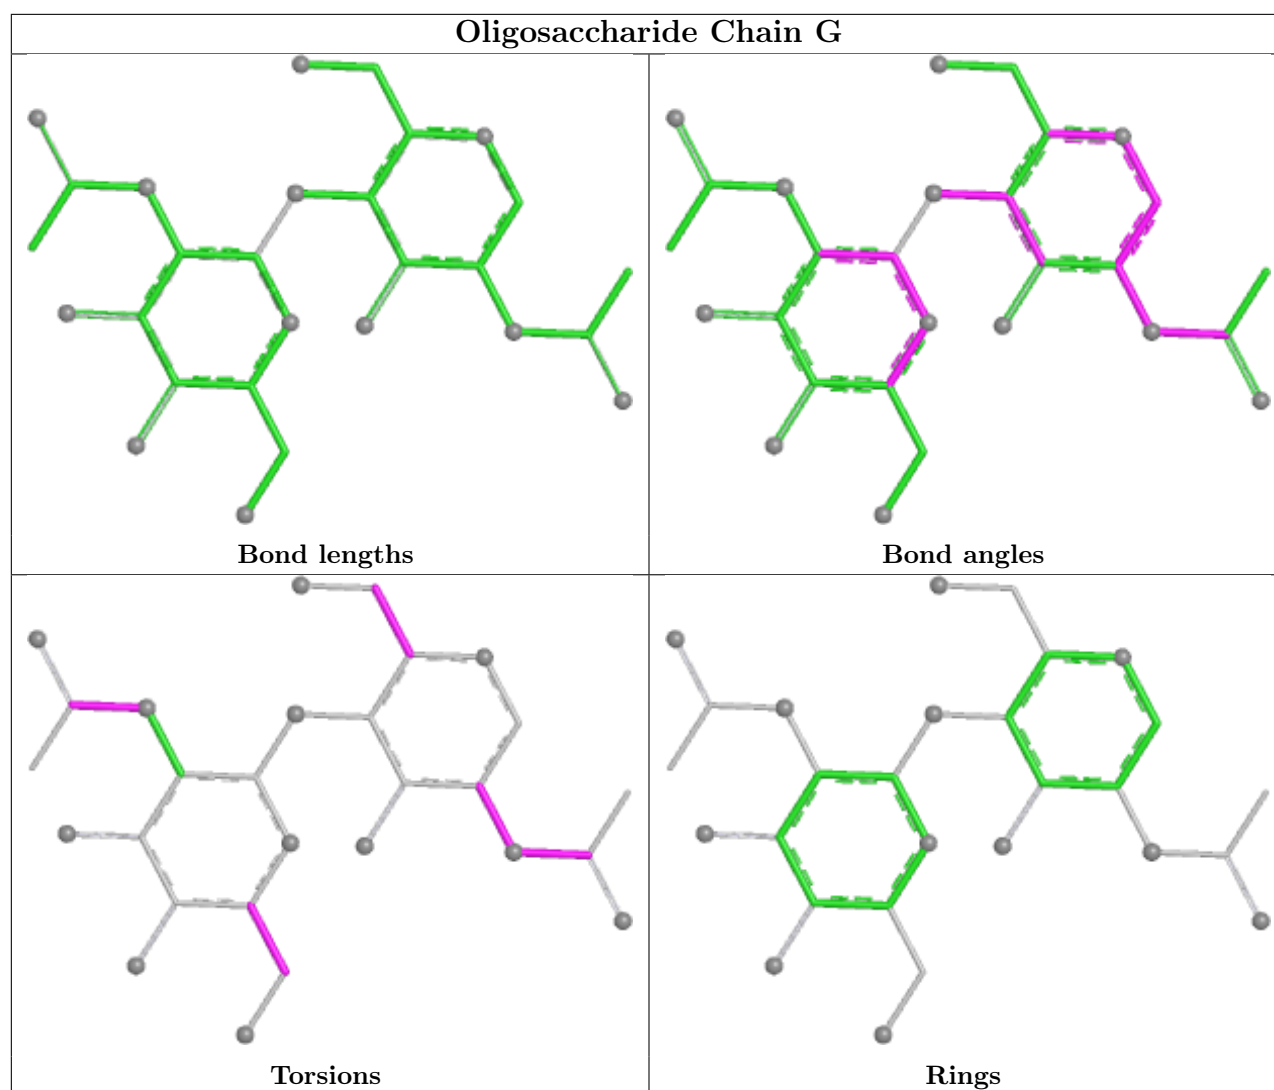 Oligosaccharide Chain G
Bond lengths
Bond angles
Torsions
Rings